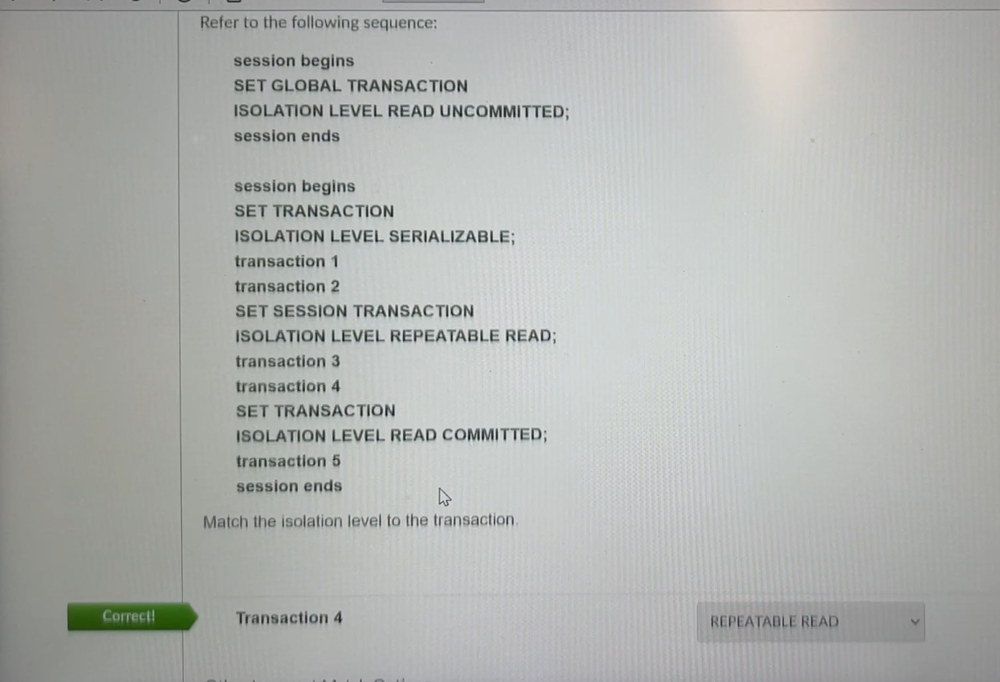 Refer to the following sequence:
session begins
SET GLOBAL TRANSACTION
ISOLATION LEVEL READ UNCOMMITTED;
session ends
session begins
SET TRANSACTION
ISOLATION LEVEL SERIALIZABLE;
transaction 1
transaction 2
SET SESSION TRANSACTION
ISOLATION LEVEL REPEATABLE READ;
transaction 3
transaction 4
SET TRANSACTION
ISOLATION LEVEL READ COMMITTED;
transaction 5
session ends
Match the isolation level to the transaction.
Correct! Transaction 4 REPEATABLE READ